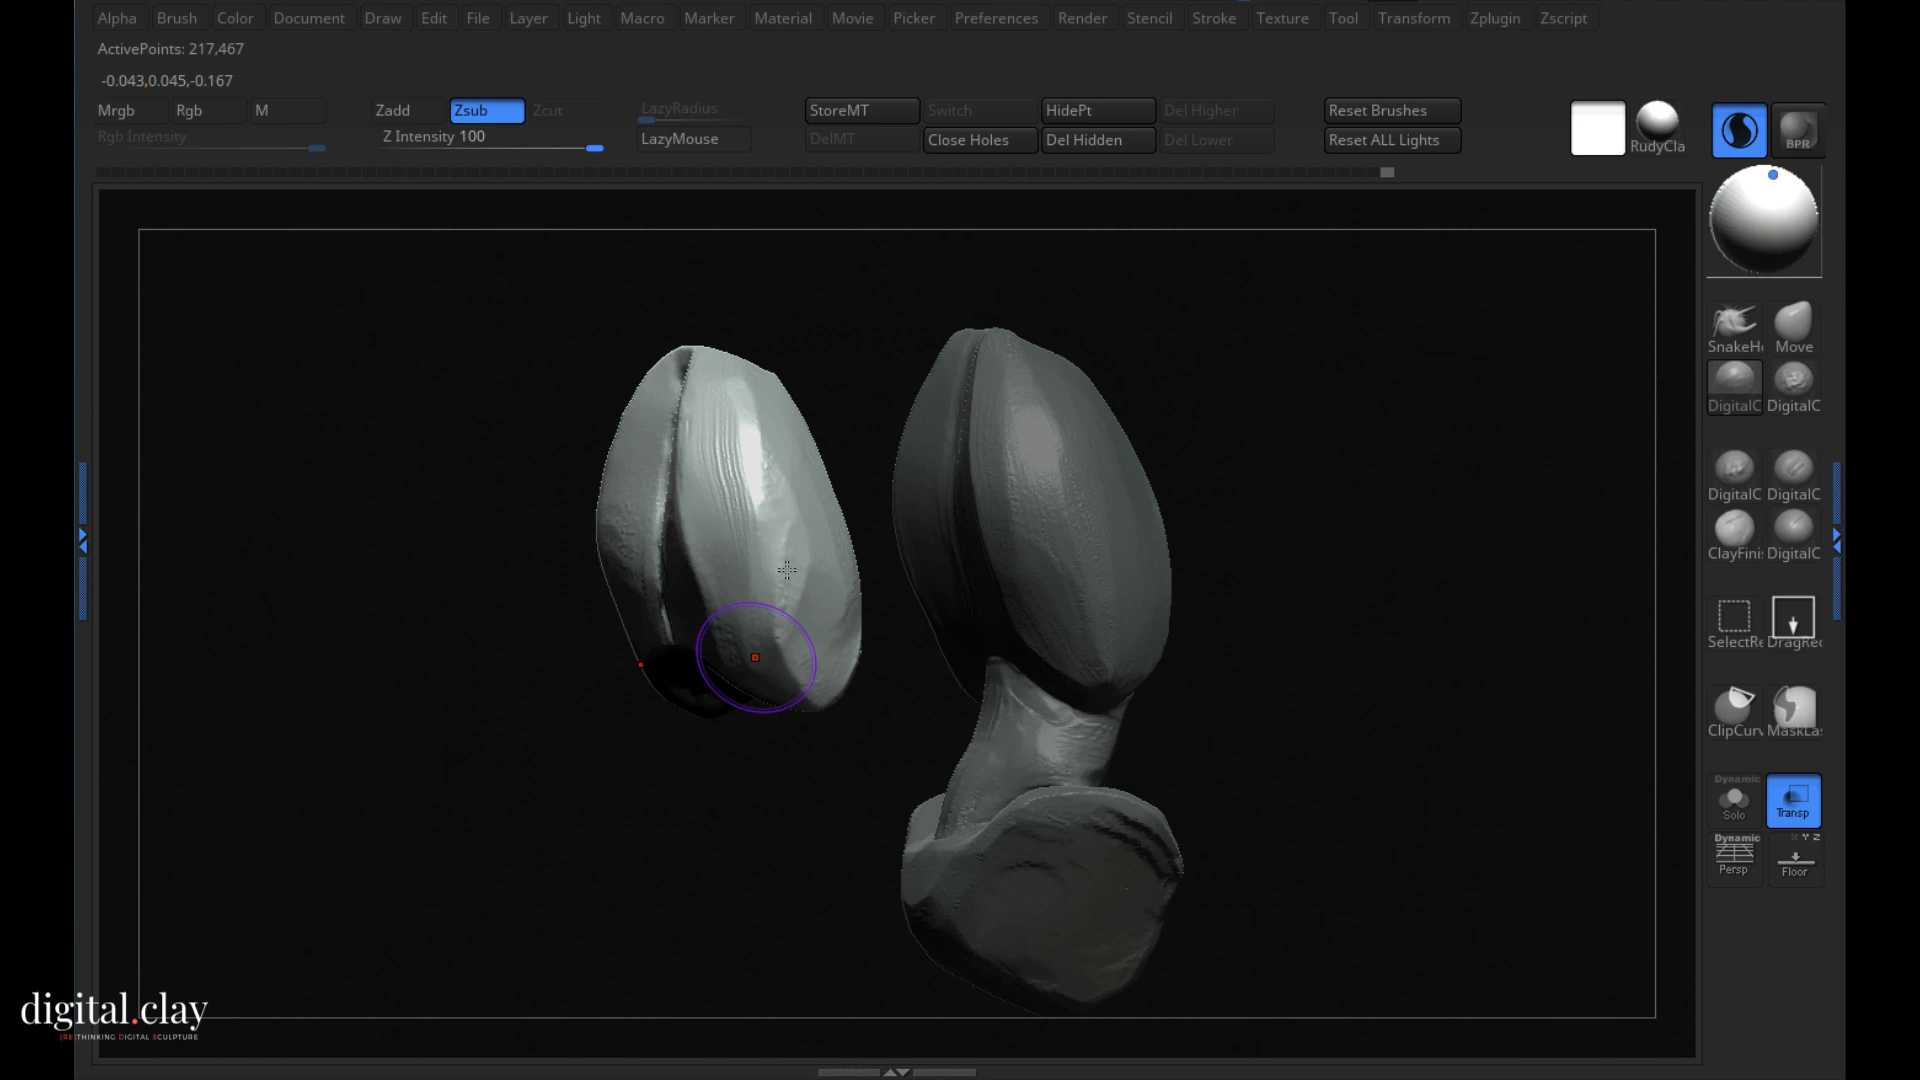 Alpha Brush Color Document Draw Edit File Layer Light Macro Marker Material Movie Picker Preferences Render Stencil Stroke Texture Tool Transform Zplugin Zscript
ActivePoints: 217,467
-0.043,0.045,-0.167
Mrgb Rgb M Zadd Zsub Zcut LazyRadius StoreMT Switch HidePt Del Higher Reset Brushes
Rgb Intensity Z Intensity 100 LazyMouse DelMT Close Holes Del Hidden Del Lower Reset ALL Lights
RudyCla BPR
SnakeH Move
DigitalC DigitalC
DigitalC DigitalC
ClayFini DigitalC
SelectRe DragRec
ClipCurv MaskLas
Dynamic
Solo Transp
Dynamic Y Z
Persp Floor
digital.clay
[RE]THINKING DIGITAL SCULPTURE